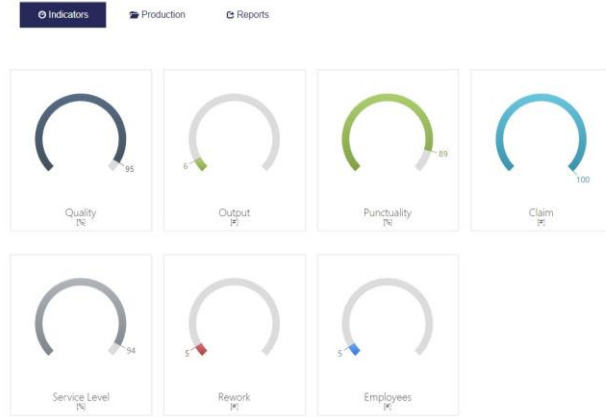 Indicators Production Reports
95
Quality
[%]
6
Output
[#]
89
Punctuality
[%]
100
Claim
[#]
94
Service Level
[%]
5
Rework
[#]
5
Employees
[#]